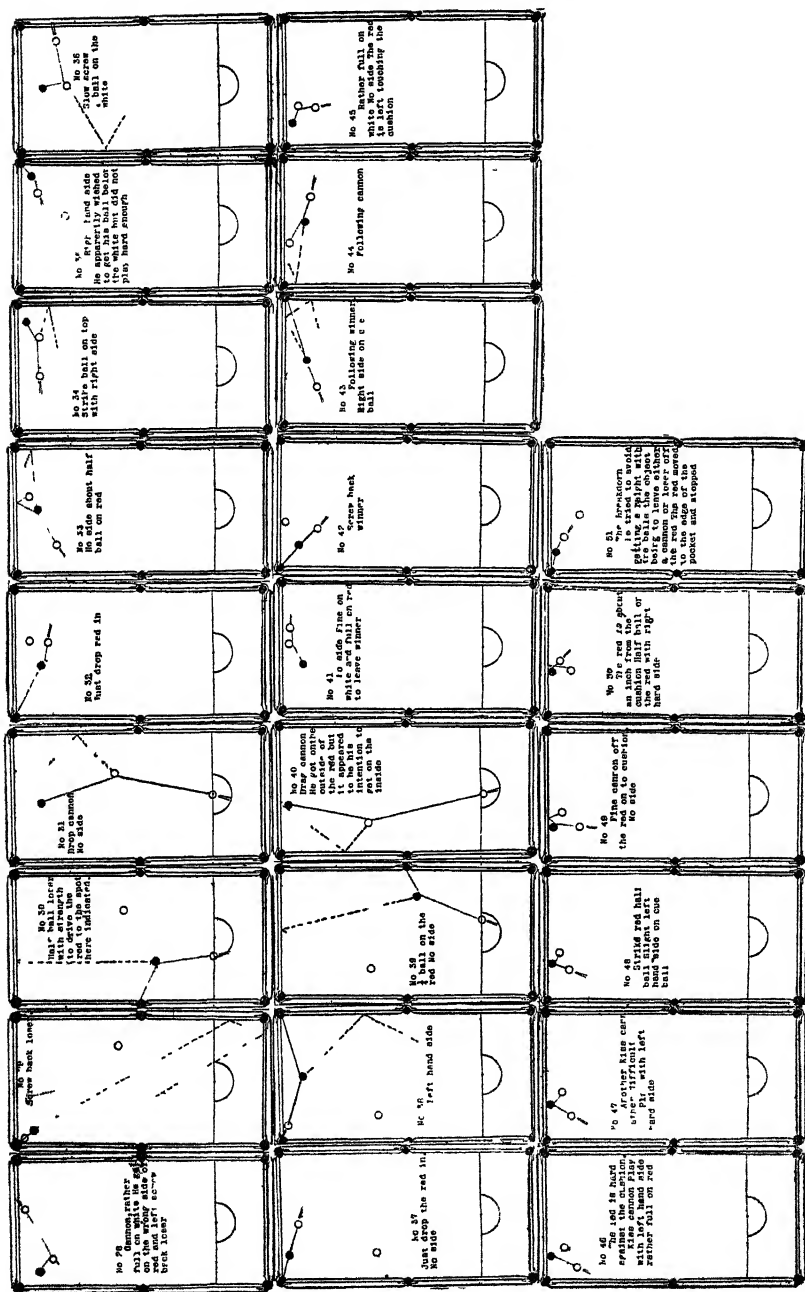 No 28
Cannon, rather
full on white He got
on the wrong side of
red and left screw
back loser
Screw back loser
No 30
Half ball loser
with strength
to drive the
red to the spot
here indicated.
No 31
Drop cannon
No side
No 32
Just drop red in
No 33
No side about half
ball on red
No 34
Strike ball on top
with right side
hand side
He apparently wished
to get his ball below
the white but did not
play hard enough
No 36
Slow screw
ball on the
white
No 37
Just drop the red in.
No side
No 38
left hand side
No 39
ball on the
red No side
No 40
Drag cannon
He got on the
outside of
the red but
it appeared
to be his
intention to
get on the
inside
No 41
No side Fine on
white and full on red
to leave winner
No 42
Screw back
winner
No 43
Following winner
Right side on cue
ball
No 44
Following cannon
No 45
Rather full on
white No side The red
is left touching the
cushion
No 46
The red is hard
against the cushion.
Kiss cannon Play
with left hand side
rather full on red
No 47
Another kiss cannon
rather difficult
Play with left
hand side
No 48
Strike red half
ball Slight left
hand side on cue
ball
No 49
Fine cannon off
the red on to cushion
No side
No 50
The red is about
an inch from the
cushion Half ball on
the red with right
hand side
No 51
The breakdown
is tried to avoid
getting a height with
the balls the object
being to leave either
a cannon or loser off
the red The red moved
to the edge of the
pocket and stopped